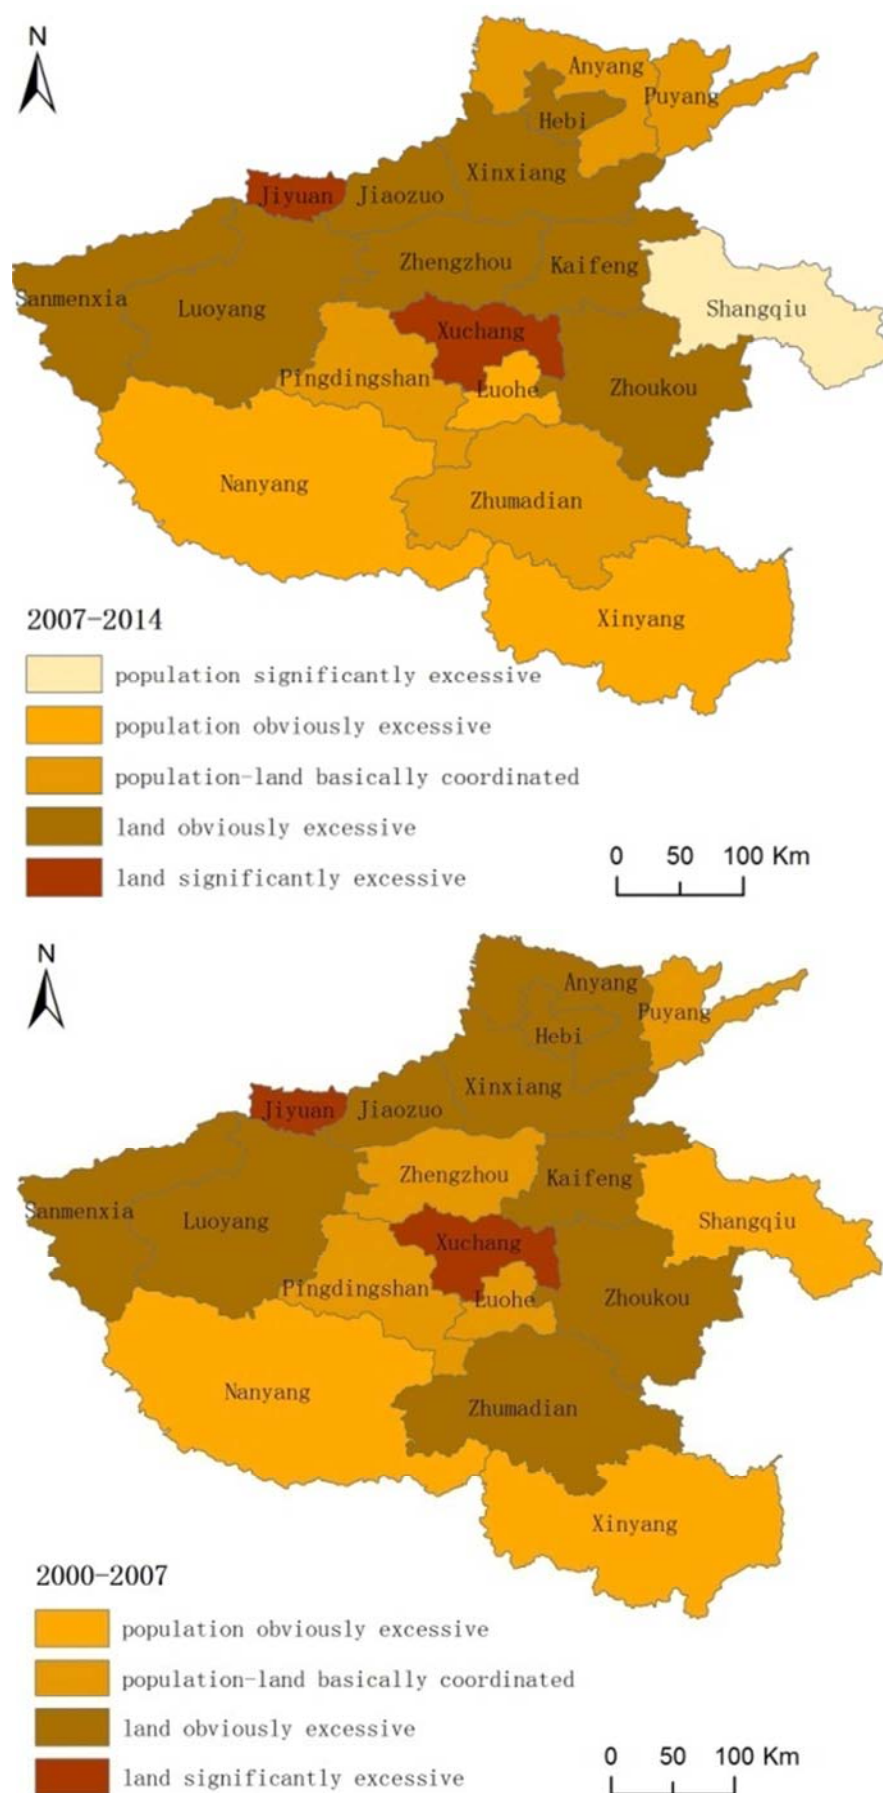 N
Anyang
Puyang
Hebi
Xinxiang
Jiyuan
Jiaozuo
Zhengzhou
Kaifeng
Sanmenxia
Luoyang
Shangqiu
Xuchang
Pingdingshan
Luohe
Zhoukou
Nanyang
Zhumadian
Xinyang
2007-2014
population significantly excessive
population obviously excessive
population-land basically coordinated
land obviously excessive
land significantly excessive
0 50 100 Km
N
Anyang
Puyang
Hebi
Xinxiang
Jiyuan
Jiaozuo
Zhengzhou
Kaifeng
Sanmenxia
Luoyang
Shangqiu
Xuchang
Pingdingshan
Luohe
Zhoukou
Nanyang
Zhumadian
Xinyang
2000-2007
population obviously excessive
population-land basically coordinated
land obviously excessive
land significantly excessive
0 50 100 Km